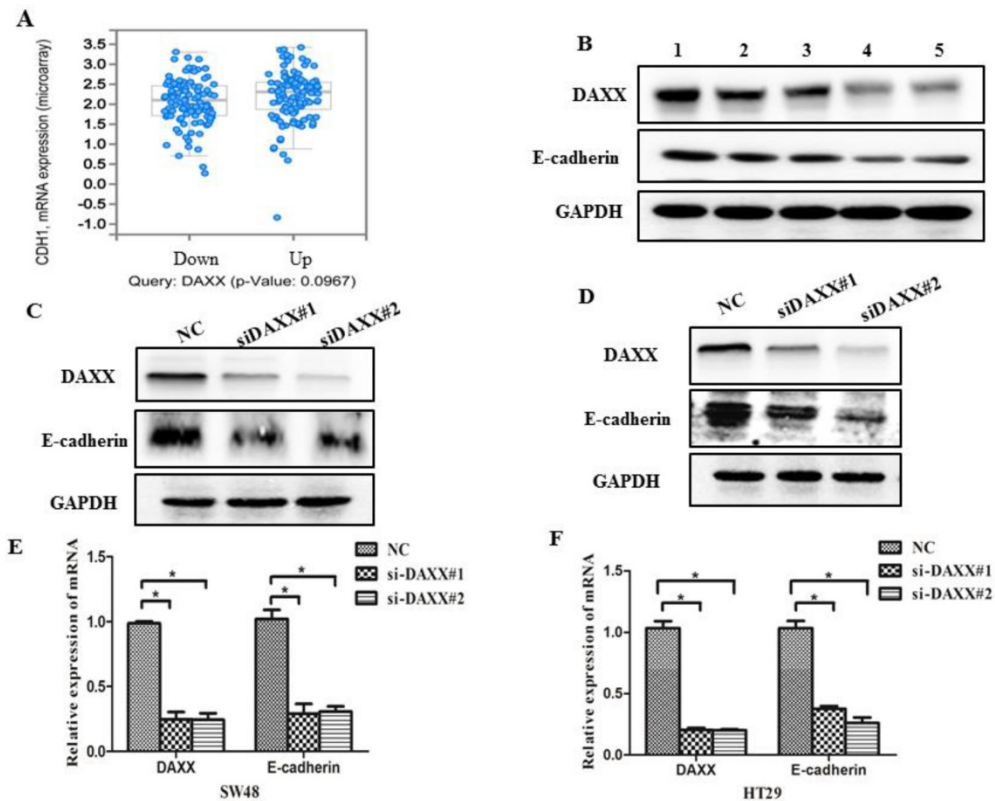 A
CDH1, mRNA expression (microarray)
3.5
3.0
2.5
2.0
1.5
1.0
0.5
0.0
-0.5
-1.0
Down Up
Query: DAXX (p-Value: 0.0967)
B
1 2 3 4 5
DAXX
E-cadherin
GAPDH
C
NC siDAXX#1 siDAXX#2
DAXX
E-cadherin
GAPDH
D
NC siDAXX#1 siDAXX#2
DAXX
E-cadherin
GAPDH
E
Relative expression of mRNA
1.5
1.0
0.5
0.0
* * * *
NC
si-DAXX#1
si-DAXX#2
DAXX E-cadherin
SW48
F
Relative expression of mRNA
1.5
1.0
0.5
0.0
* * * *
NC
si-DAXX#1
si-DAXX#2
DAXX E-cadherin
HT29